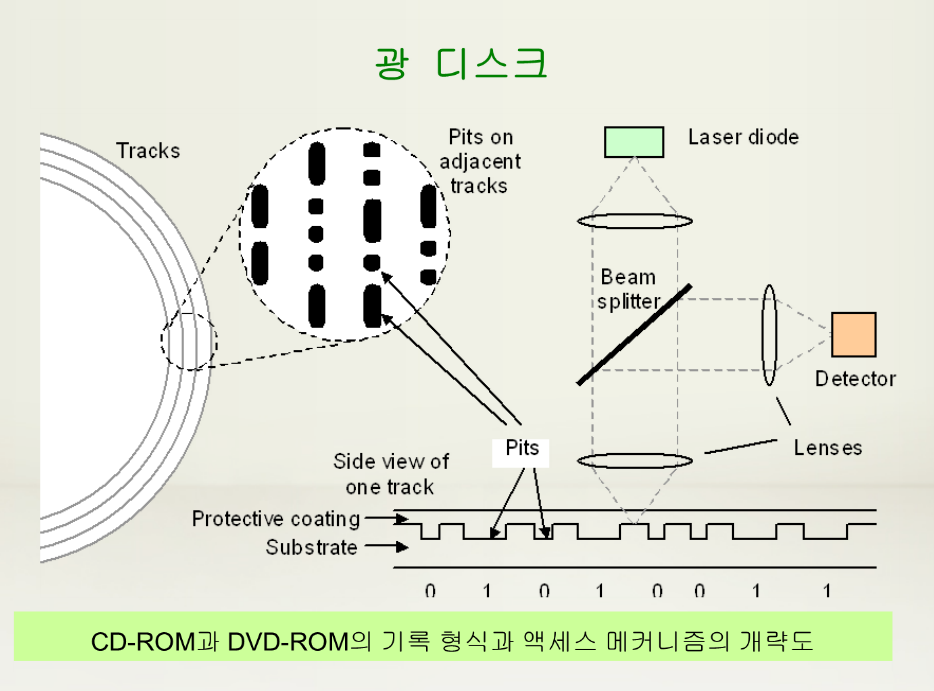 광 디스크
Tracks
Pits on
adjacent
tracks
Laser diode
Beam
splitter
Detector
Lenses
Pits
Side view of
one track
Protective coating
Substrate
0 1 0 1 0 0 1 1
CD-ROM과 DVD-ROM의 기록 형식과 액세스 메커니즘의 개략도